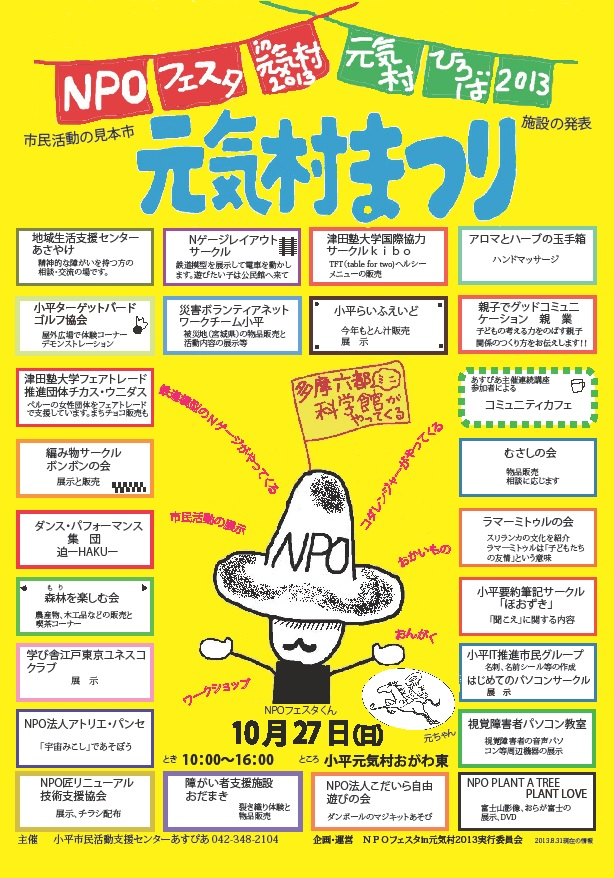 NPO フェスタ in 元気村 2013
元気村 ひろば 2013
市民活動の見本市
施設の発表
元気村まつり
地域生活支援センター
あさやけ
精神的な障がいを持つ方の
相談・交流の場です。
Nゲージレイアウト
サークル
鉄道模型を展示して電車を動かし
ます。遊びたい子は公民館へ来て
津田塾大学国際協力
サークルkibo
TFT(table for two)ヘルシー
メニューの販売
アロマとハープの玉手箱
ハンドマッサージ
小平ターゲットバード
ゴルフ協会
屋外広場で体験コーナー
デモンストレーション
災害ボランティアネット
ワークチーム小平
被災地(宮城県)の物品販売と
活動内容の展示等
小平らいふえいど
今年もとん汁販売
展 示
親子でグッドコミュニ
ケーション 親 業
子どもの考える力をのばす親子
関係のつくり方をお伝えします!!
津田塾大学フェアトレード
推進団体チカス・ウニダス
ペルーの女性団体をフェアトレード
で支援しています。まちチョコ販売も
多摩六都
科学館ミニが
やってくる
あすぴあ主催連続講座
参加者による
コミュニティカフェ
鉄道模型のNゲージがやってくる
コダレンジャーがやってくる
編み物サークル
ボンボンの会
展示と販売
むさしの会
物品販売
相談に応じます
市民活動の展示
おかいもの
NPO
ダンス・パフォーマンス
集 団
迫―HAKU―
ラマーミトゥルの会
スリランカの文化を紹介
ラマーミトゥルは「子どもたち
の友情」という意味
森林を楽しむ会
もり
農産物、木工品などの販売と
喫茶コーナー
小平要約筆記サークル
「ほおずき」
「聞こえ」に関する内容
おんがく
学び舎江戸東京ユネスコ
クラブ
展 示
小平IT推進市民グループ
名刺、名前シール等の作成
はじめてのパソコンサークル
展 示
ワークショップ
NPOフェスタくん
元ちゃん
NPO法人アトリエ・パンセ
「宇宙みこし」であそぼう
視覚障害者パソコン教室
視覚障害者の音声パソ
コン等周辺機器の展示
10月27日(日)
とき 10:00〜16:00 ところ 小平元気村おがわ東
NPO匠リニューアル
技術支援協会
展示、チラシ配布
障がい者支援施設
おだまき
裂き織り体験と
物品販売
NPO法人こだいら自由
遊びの会
ダンボールのマジキットあそび
NPO PLANT A TREE
PLANT LOVE
富士山影像、おらが富士の
展示、DVD
主催 小平市民活動支援センターあすぴあ 042-348-2104 企画・運営 NPOフェスタin元気村2013実行委員会 2013.8.31現在の情報